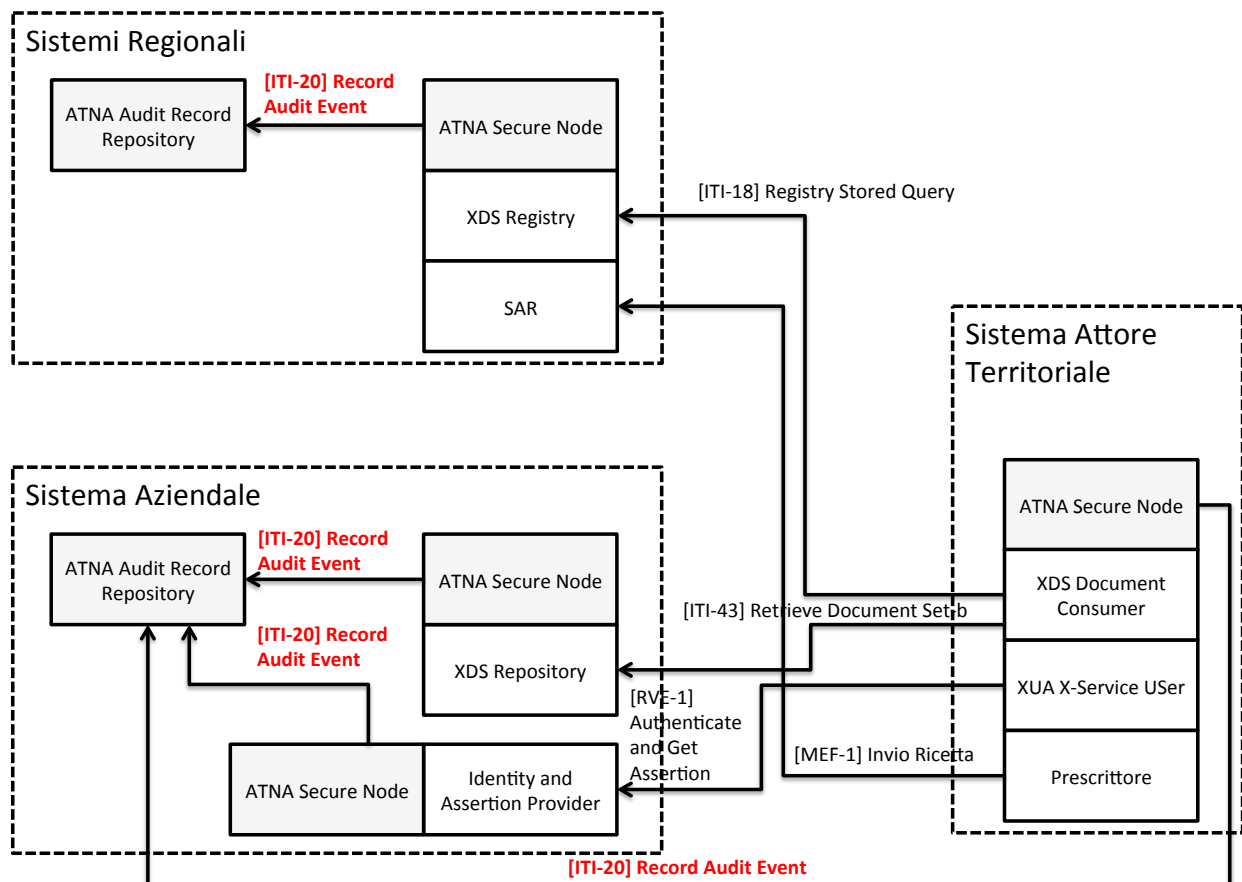 Sistemi Regionali
[ITI-20] Record
Audit Event
ATNA Audit Record
Repository
ATNA Secure Node
XDS Registry
SAR
[ITI-18] Registry Stored Query
Sistema Attore
Territoriale
ATNA Secure Node
XDS Document
Consumer
XUA X-Service USer
Prescrittore
Sistema Aziendale
[ITI-20] Record
Audit Event
ATNA Audit Record
Repository
ATNA Secure Node
[ITI-20] Record
Audit Event
XDS Repository
[ITI-43] Retrieve Document Set-b
[RVE-1]
Authenticate
and Get
Assertion
[MEF-1] Invio Ricetta
ATNA Secure Node
Identity and
Assertion Provider
[ITI-20] Record Audit Event